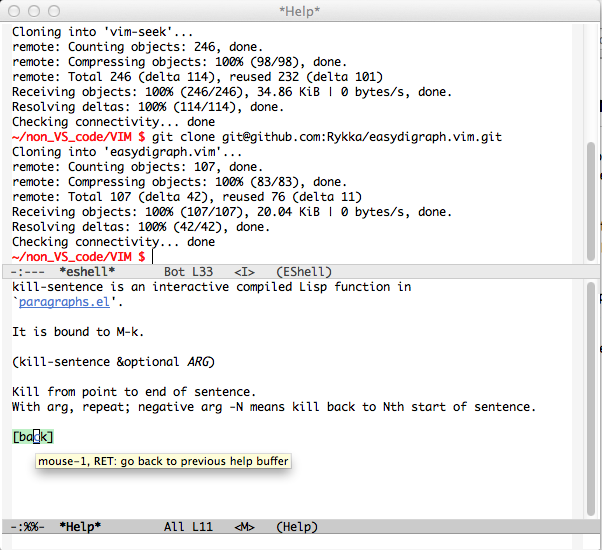 *Help*
Cloning into 'vim-seek'...
remote: Counting objects: 246, done.
remote: Compressing objects: 100% (98/98), done.
remote: Total 246 (delta 114), reused 232 (delta 101)
Receiving objects: 100% (246/246), 34.86 KiB | 0 bytes/s, done.
Resolving deltas: 100% (114/114), done.
Checking connectivity... done
~/non_VS_code/VIM $ git clone git@github.com:Rykka/easydigraph.vim.git
Cloning into 'easydigraph.vim'...
remote: Counting objects: 107, done.
remote: Compressing objects: 100% (83/83), done.
remote: Total 107 (delta 42), reused 76 (delta 11)
Receiving objects: 100% (107/107), 20.04 KiB | 0 bytes/s, done.
Resolving deltas: 100% (42/42), done.
Checking connectivity... done
~/non_VS_code/VIM $
-:--- *eshell* Bot L33 <I> (EShell)
kill-sentence is an interactive compiled Lisp function in
`paragraphs.el'.
It is bound to M-k.
(kill-sentence &optional ARG)
Kill from point to end of sentence.
With arg, repeat; negative arg -N means kill back to Nth start of sentence.
[back]
mouse-1, RET: go back to previous help buffer
-:%%- *Help* All L11 <M> (Help)